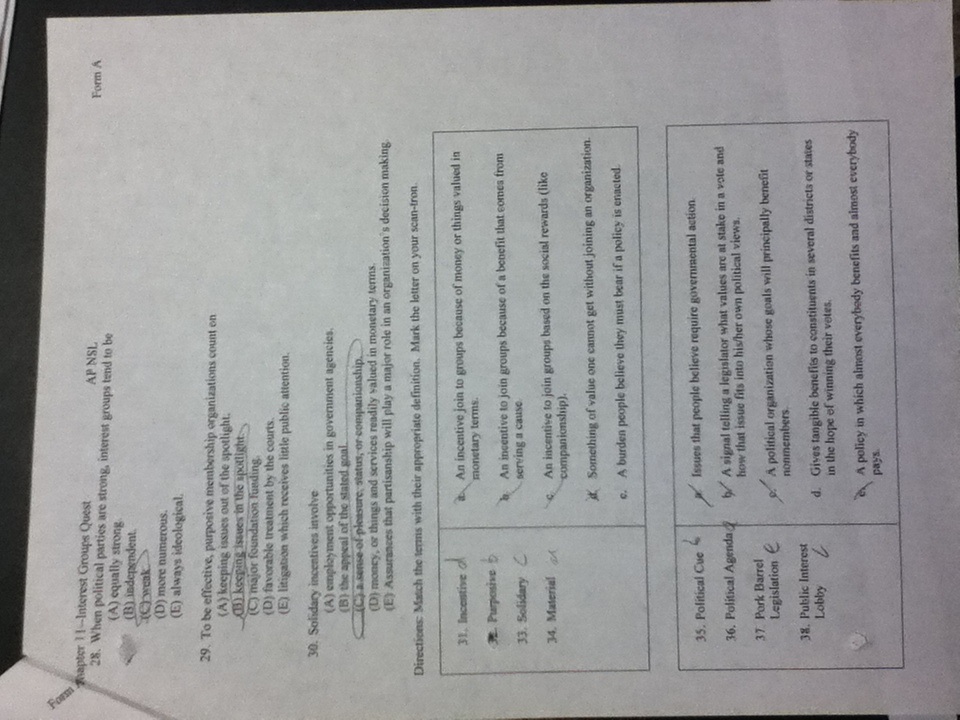 Form
Chapter 11--Interest Groups Quest
AP NSL
Form A
28. When political parties are strong, interest groups tend to be
(A) equally strong.
(B) independent.
(C) weak.
(D) more numerous.
(E) always ideological.
29. To be effective, purposive membership organizations count on
(A) keeping issues out of the spotlight.
(B) keeping issues in the spotlight.
(C) major foundation funding.
(D) favorable treatment by the courts.
(E) litigation which receives little public attention.
30. Solidary incentives involve
(A) employment opportunities in government agencies.
(B) the appeal of the stated goal.
(C) a sense of pleasure, status, or companionship.
(D) money, or things and services readily valued in monetary terms.
(E) Assurances that partisanship will play a major role in an organization's decision making.
Directions: Match the terms with their appropriate definition. Mark the letter on your scan-tron.
31. Incentive d
32. Purposive b
33. Solidary c
34. Material a
a. An incentive join to groups because of money or things valued in
monetary terms.
b. An incentive to join groups because of a benefit that comes from
serving a cause.
c. An incentive to join groups based on the social rewards (like
companionship).
d. Something of value one cannot get without joining an organization.
e. A burden people believe they must bear if a policy is enacted.
35. Political Cue b
36. Political Agenda a
37. Pork Barrel
Legislation e
38. Public Interest
Lobby
a. Issues that people believe require governmental action.
b. A signal telling a legislator what values are at stake in a vote and
how that issue fits into his/her own political views.
c. A political organization whose goals will principally benefit
nonmembers.
d. Gives tangible benefits to constituents in several districts or states
in the hope of winning their votes.
e. A policy in which almost everybody benefits and almost everybody
pays.